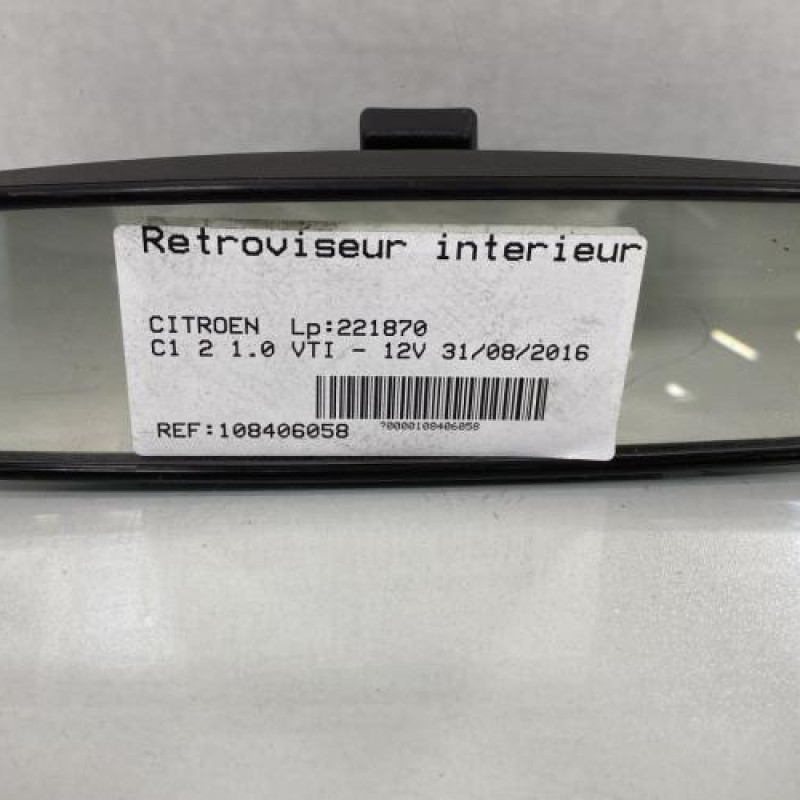 Retroviseur interieur
CITROEN Lp:221870
C1 2 1.0 VTI - 12V 31/08/2016
REF:108406058
?0000108406058